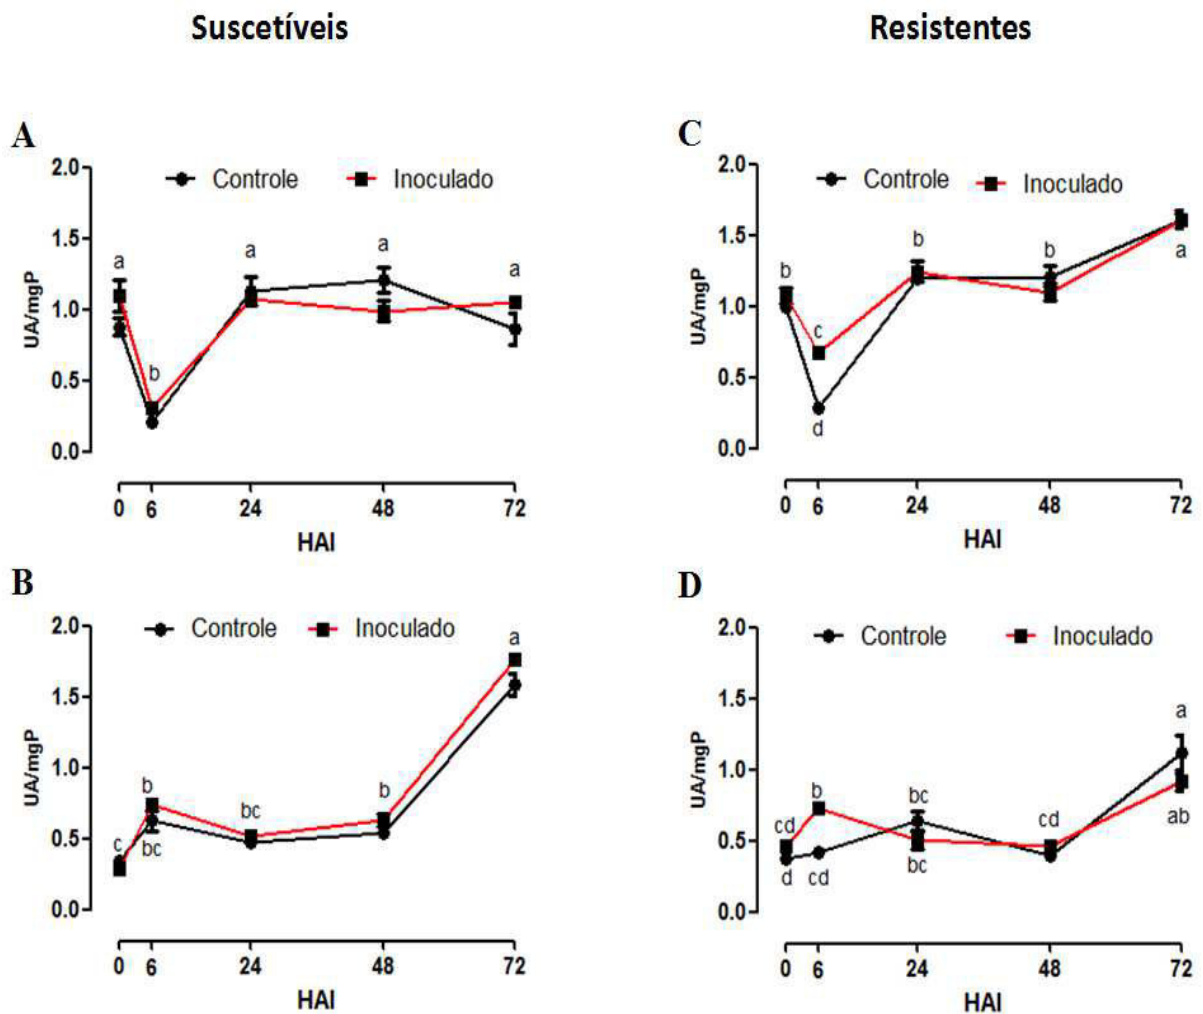 Suscetíveis
Resistentes
A
2.0
1.5
1.0
0.5
0.0
UA/mgP
Controle Inoculado
a
b
a
a
a
0 6 24 48 72
HAI
C
2.0
1.5
1.0
0.5
0.0
UA/mgP
Controle Inoculado
b
c
d
b
b
a
0 6 24 48 72
HAI
B
2.0
1.5
1.0
0.5
0.0
UA/mgP
Controle Inoculado
c
b
bc
bc
b
a
0 6 24 48 72
HAI
D
2.0
1.5
1.0
0.5
0.0
UA/mgP
Controle Inoculado
cd
d
b
cd
bc
bc
cd
a
ab
0 6 24 48 72
HAI